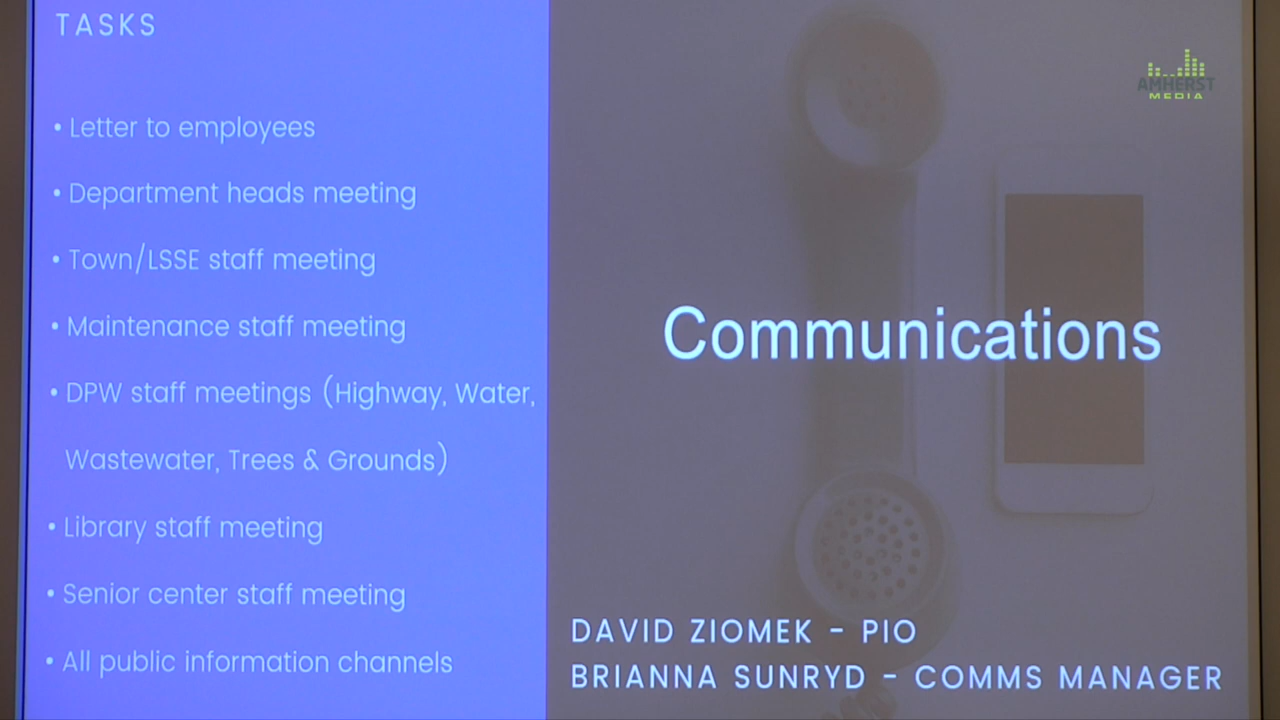 TASKS
• Letter to employees
• Department heads meeting
• Town/LSSE staff meeting
• Maintenance staff meeting
• DPW staff meetings (Highway, Water,
Wastewater, Trees & Grounds)
• Library staff meeting
• Senior center staff meeting
• All public information channels
AMHERST
MEDIA
Communications
DAVID ZIOMEK - PIO
BRIANNA SUNRYD - COMMS MANAGER